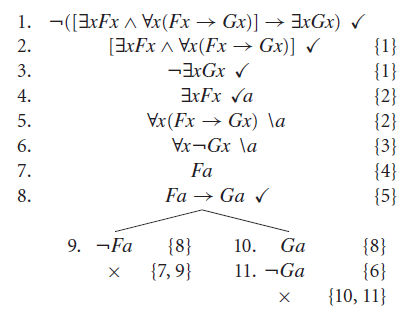 1. ¬([∃xFx ∧ ∀x(Fx → Gx)] → ∃xGx) ✓
2. [∃xFx ∧ ∀x(Fx → Gx)] ✓ {1}
3. ¬∃xGx ✓ {1}
4. ∃xFx ✓a {2}
5. ∀x(Fx → Gx) \a {2}
6. ∀x¬Gx \a {3}
7. Fa {4}
8. Fa → Ga ✓ {5}
9. ¬Fa {8} 10. Ga {8}
× {7, 9} 11. ¬Ga {6}
× {10, 11}